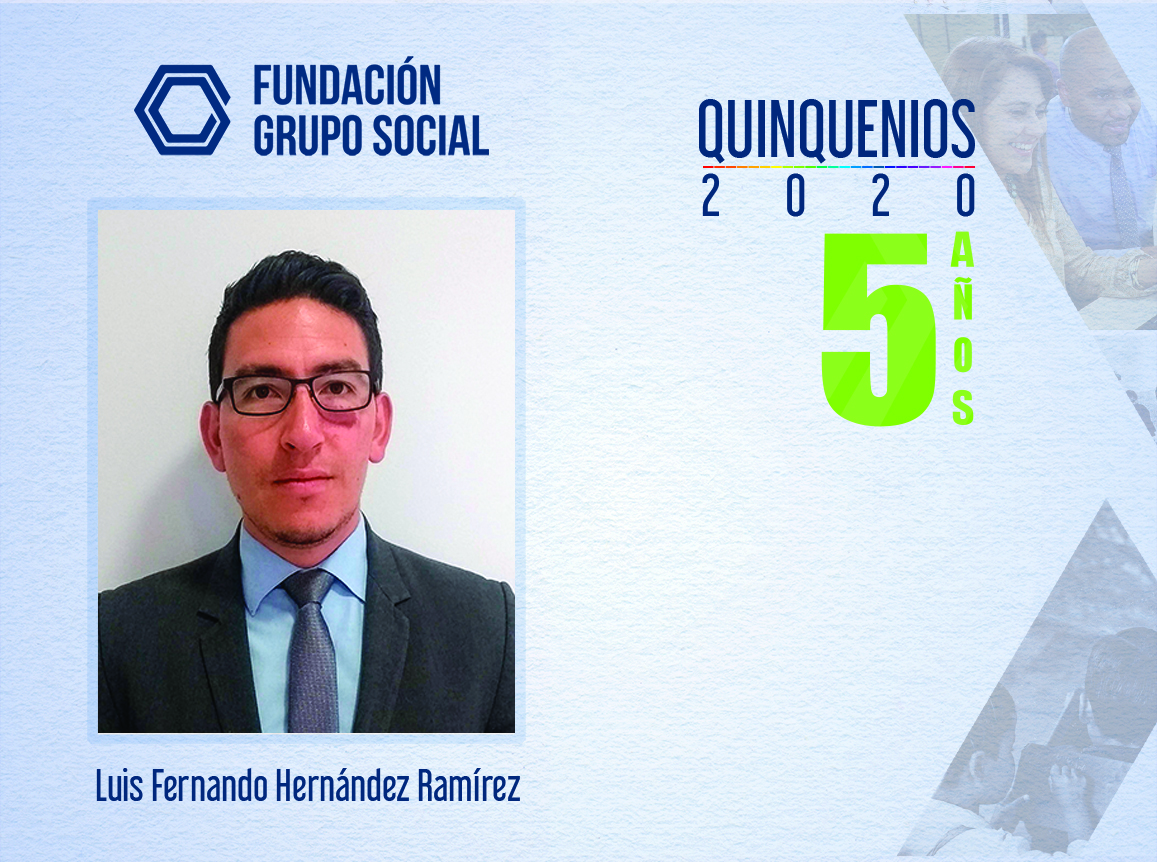 FUNDACIÓN
GRUPO SOCIAL
QUINQUENIOS
2020
5
AÑOS
Luis Fernando Hernández Ramírez